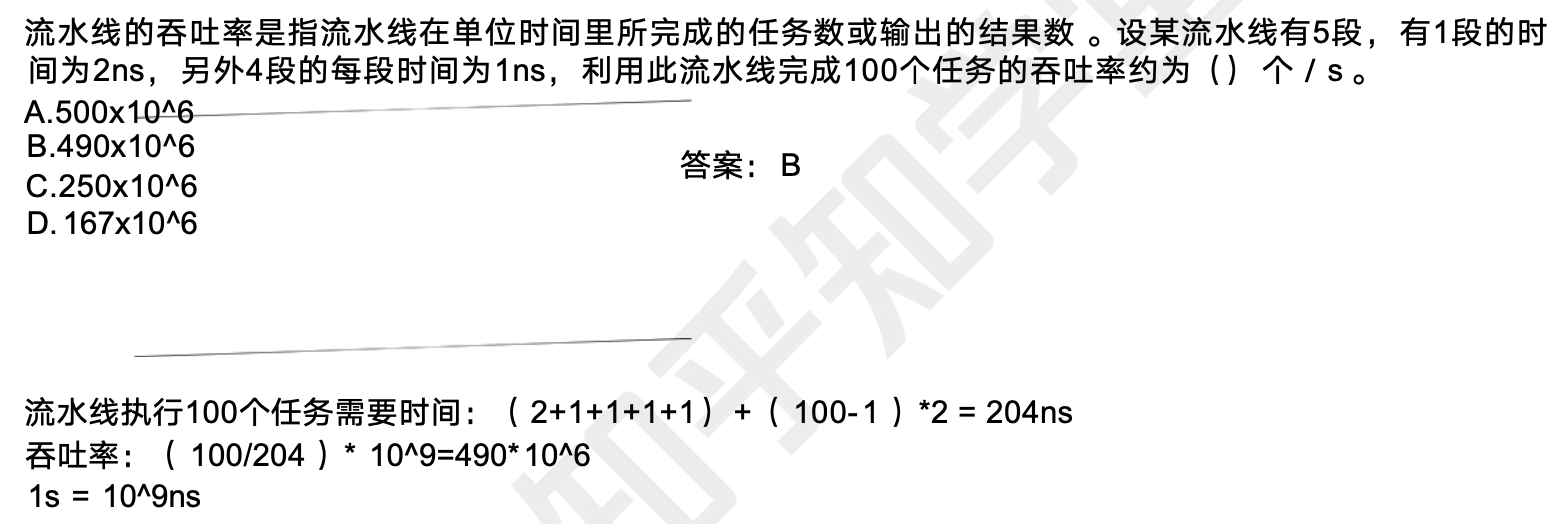 流水线的吞吐率是指流水线在单位时间里所完成的任务数或输出的结果数 。设某流水线有5段，有1段的时
间为2ns，另外4段的每段时间为1ns，利用此流水线完成100个任务的吞吐率约为（）个 / s 。
A.500x10^6
B.490x10^6
答案：B
C.250x10^6
D. 167x10^6
流水线执行100个任务需要时间：（ 2+1+1+1+1）+（ 100-1 ）*2 = 204ns
吞吐率：（ 100/204 ）* 10^9=490*10^6
1s = 10^9ns
知乎知学堂